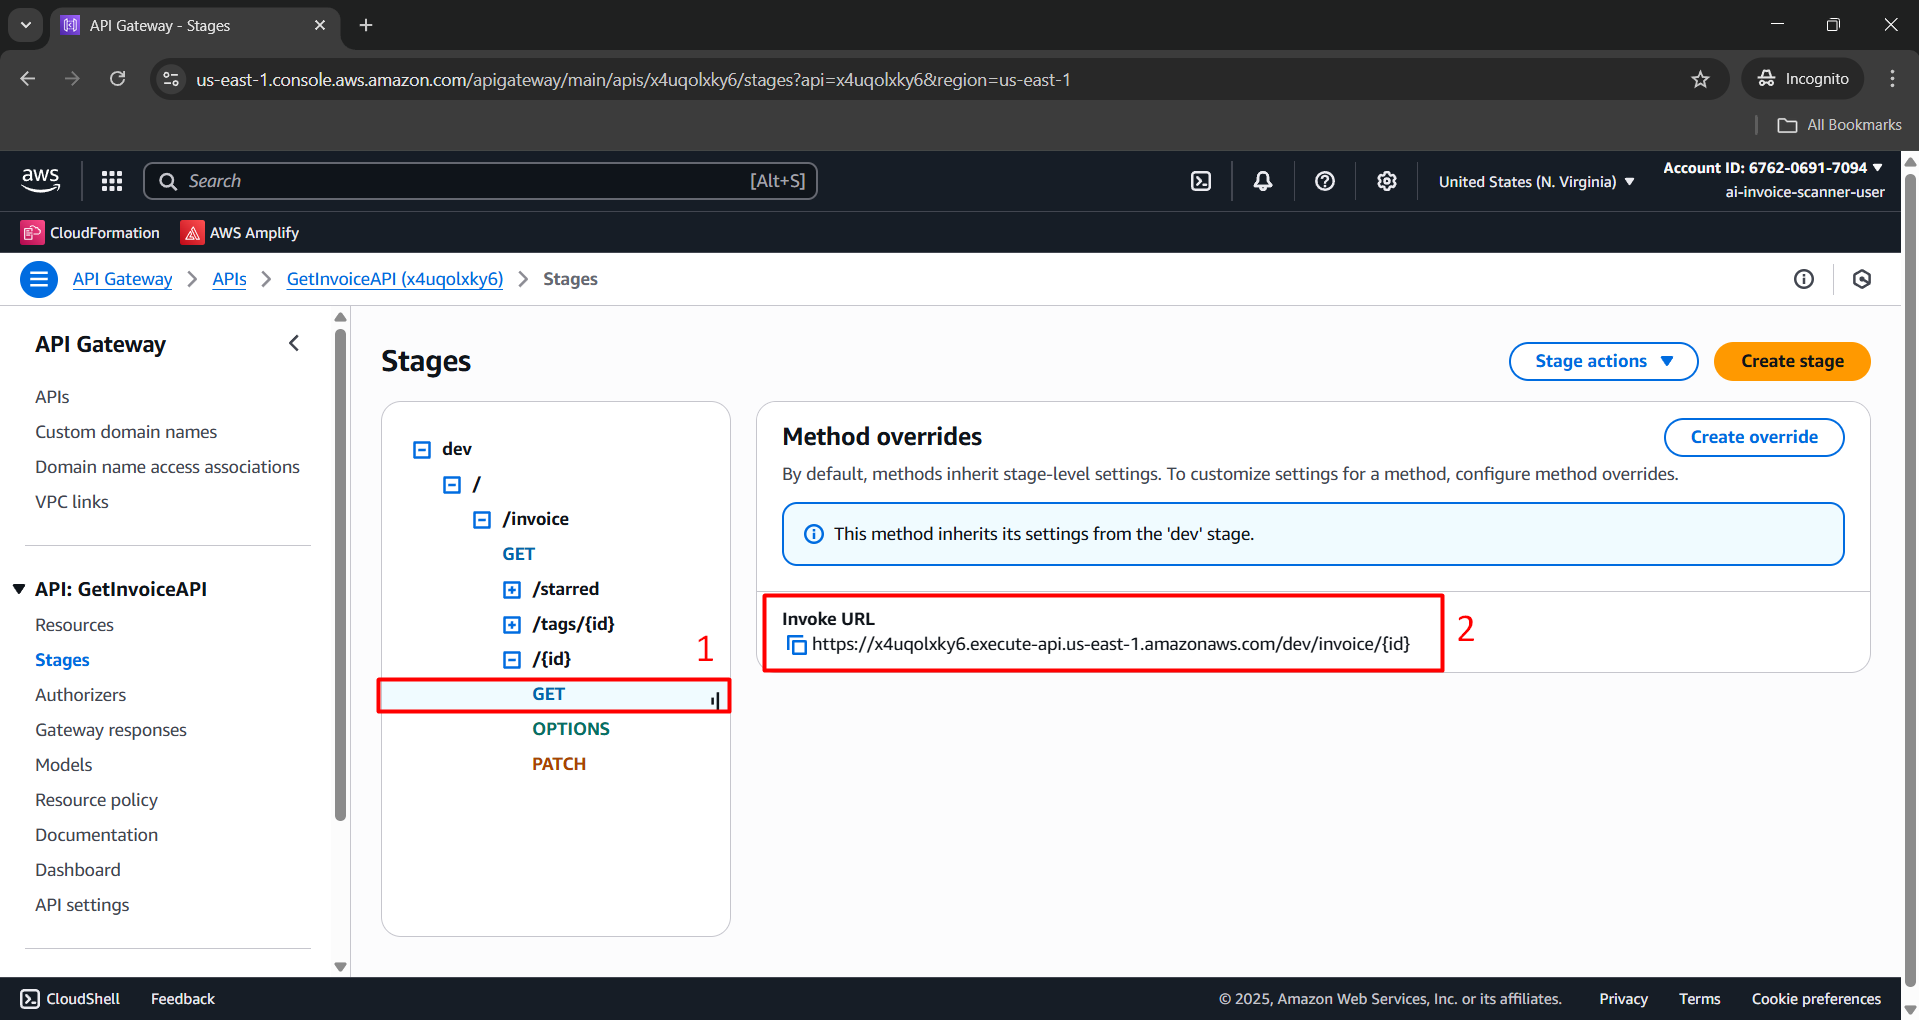 API Gateway - Stages
us-east-1.console.aws.amazon.com/apigateway/main/apis/x4uqolxky6/stages?api=x4uqolxky6&region=us-east-1
Incognito
All Bookmarks
aws
Search
[Alt+S]
United States (N. Virginia)
Account ID: 6762-0691-7094
ai-invoice-scanner-user
CloudFormation
AWS Amplify
API Gateway
APIs
GetInvoiceAPI (x4uqolxky6)
Stages
API Gateway
APIs
Custom domain names
Domain name access associations
VPC links
API: GetInvoiceAPI
Resources
Stages
Authorizers
Gateway responses
Models
Resource policy
Documentation
Dashboard
API settings
Stages
Stage actions
Create stage
dev
/
/invoice
GET
/starred
/tags/{id}
/{id}
1
GET
OPTIONS
PATCH
Method overrides
Create override
By default, methods inherit stage-level settings. To customize settings for a method, configure method overrides.
This method inherits its settings from the 'dev' stage.
Invoke URL
https://x4uqolxky6.execute-api.us-east-1.amazonaws.com/dev/invoice/{id}
2
CloudShell
Feedback
© 2025, Amazon Web Services, Inc. or its affiliates.
Privacy
Terms
Cookie preferences